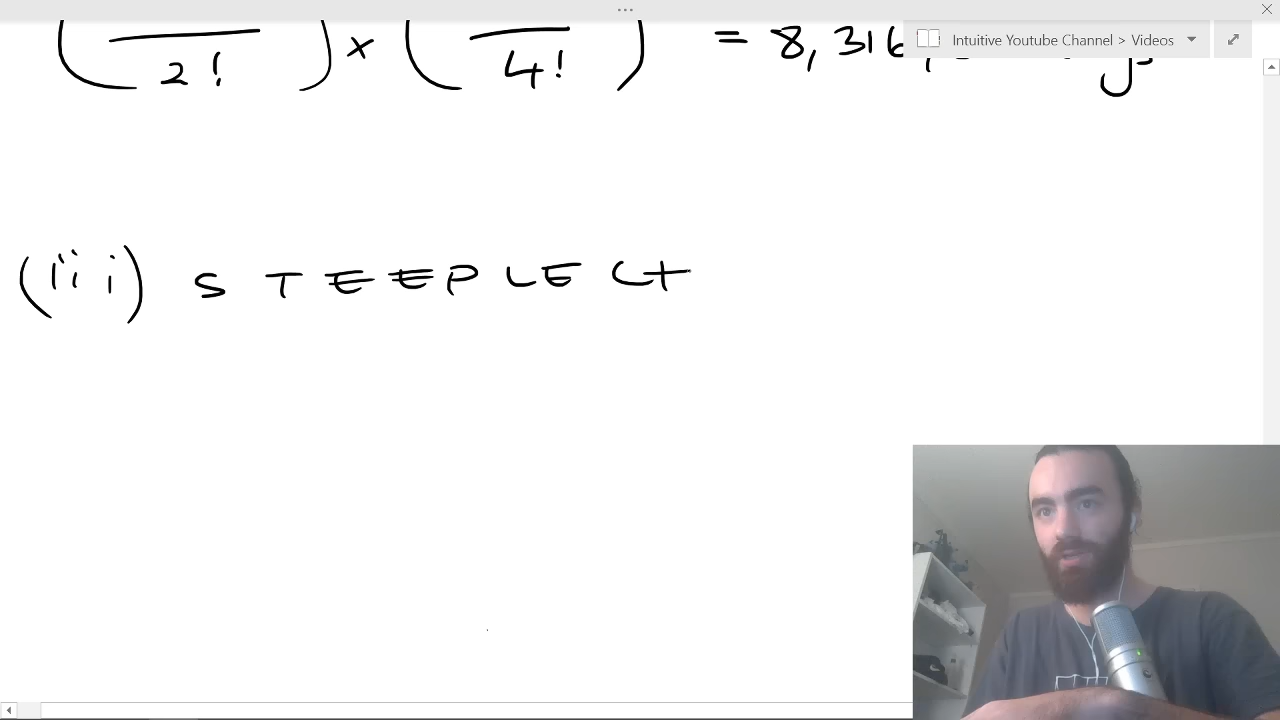 ( / 2! ) × ( / 4! ) = 8,316
Intuitive Youtube Channel > Videos
(iii) S T E E P L E C